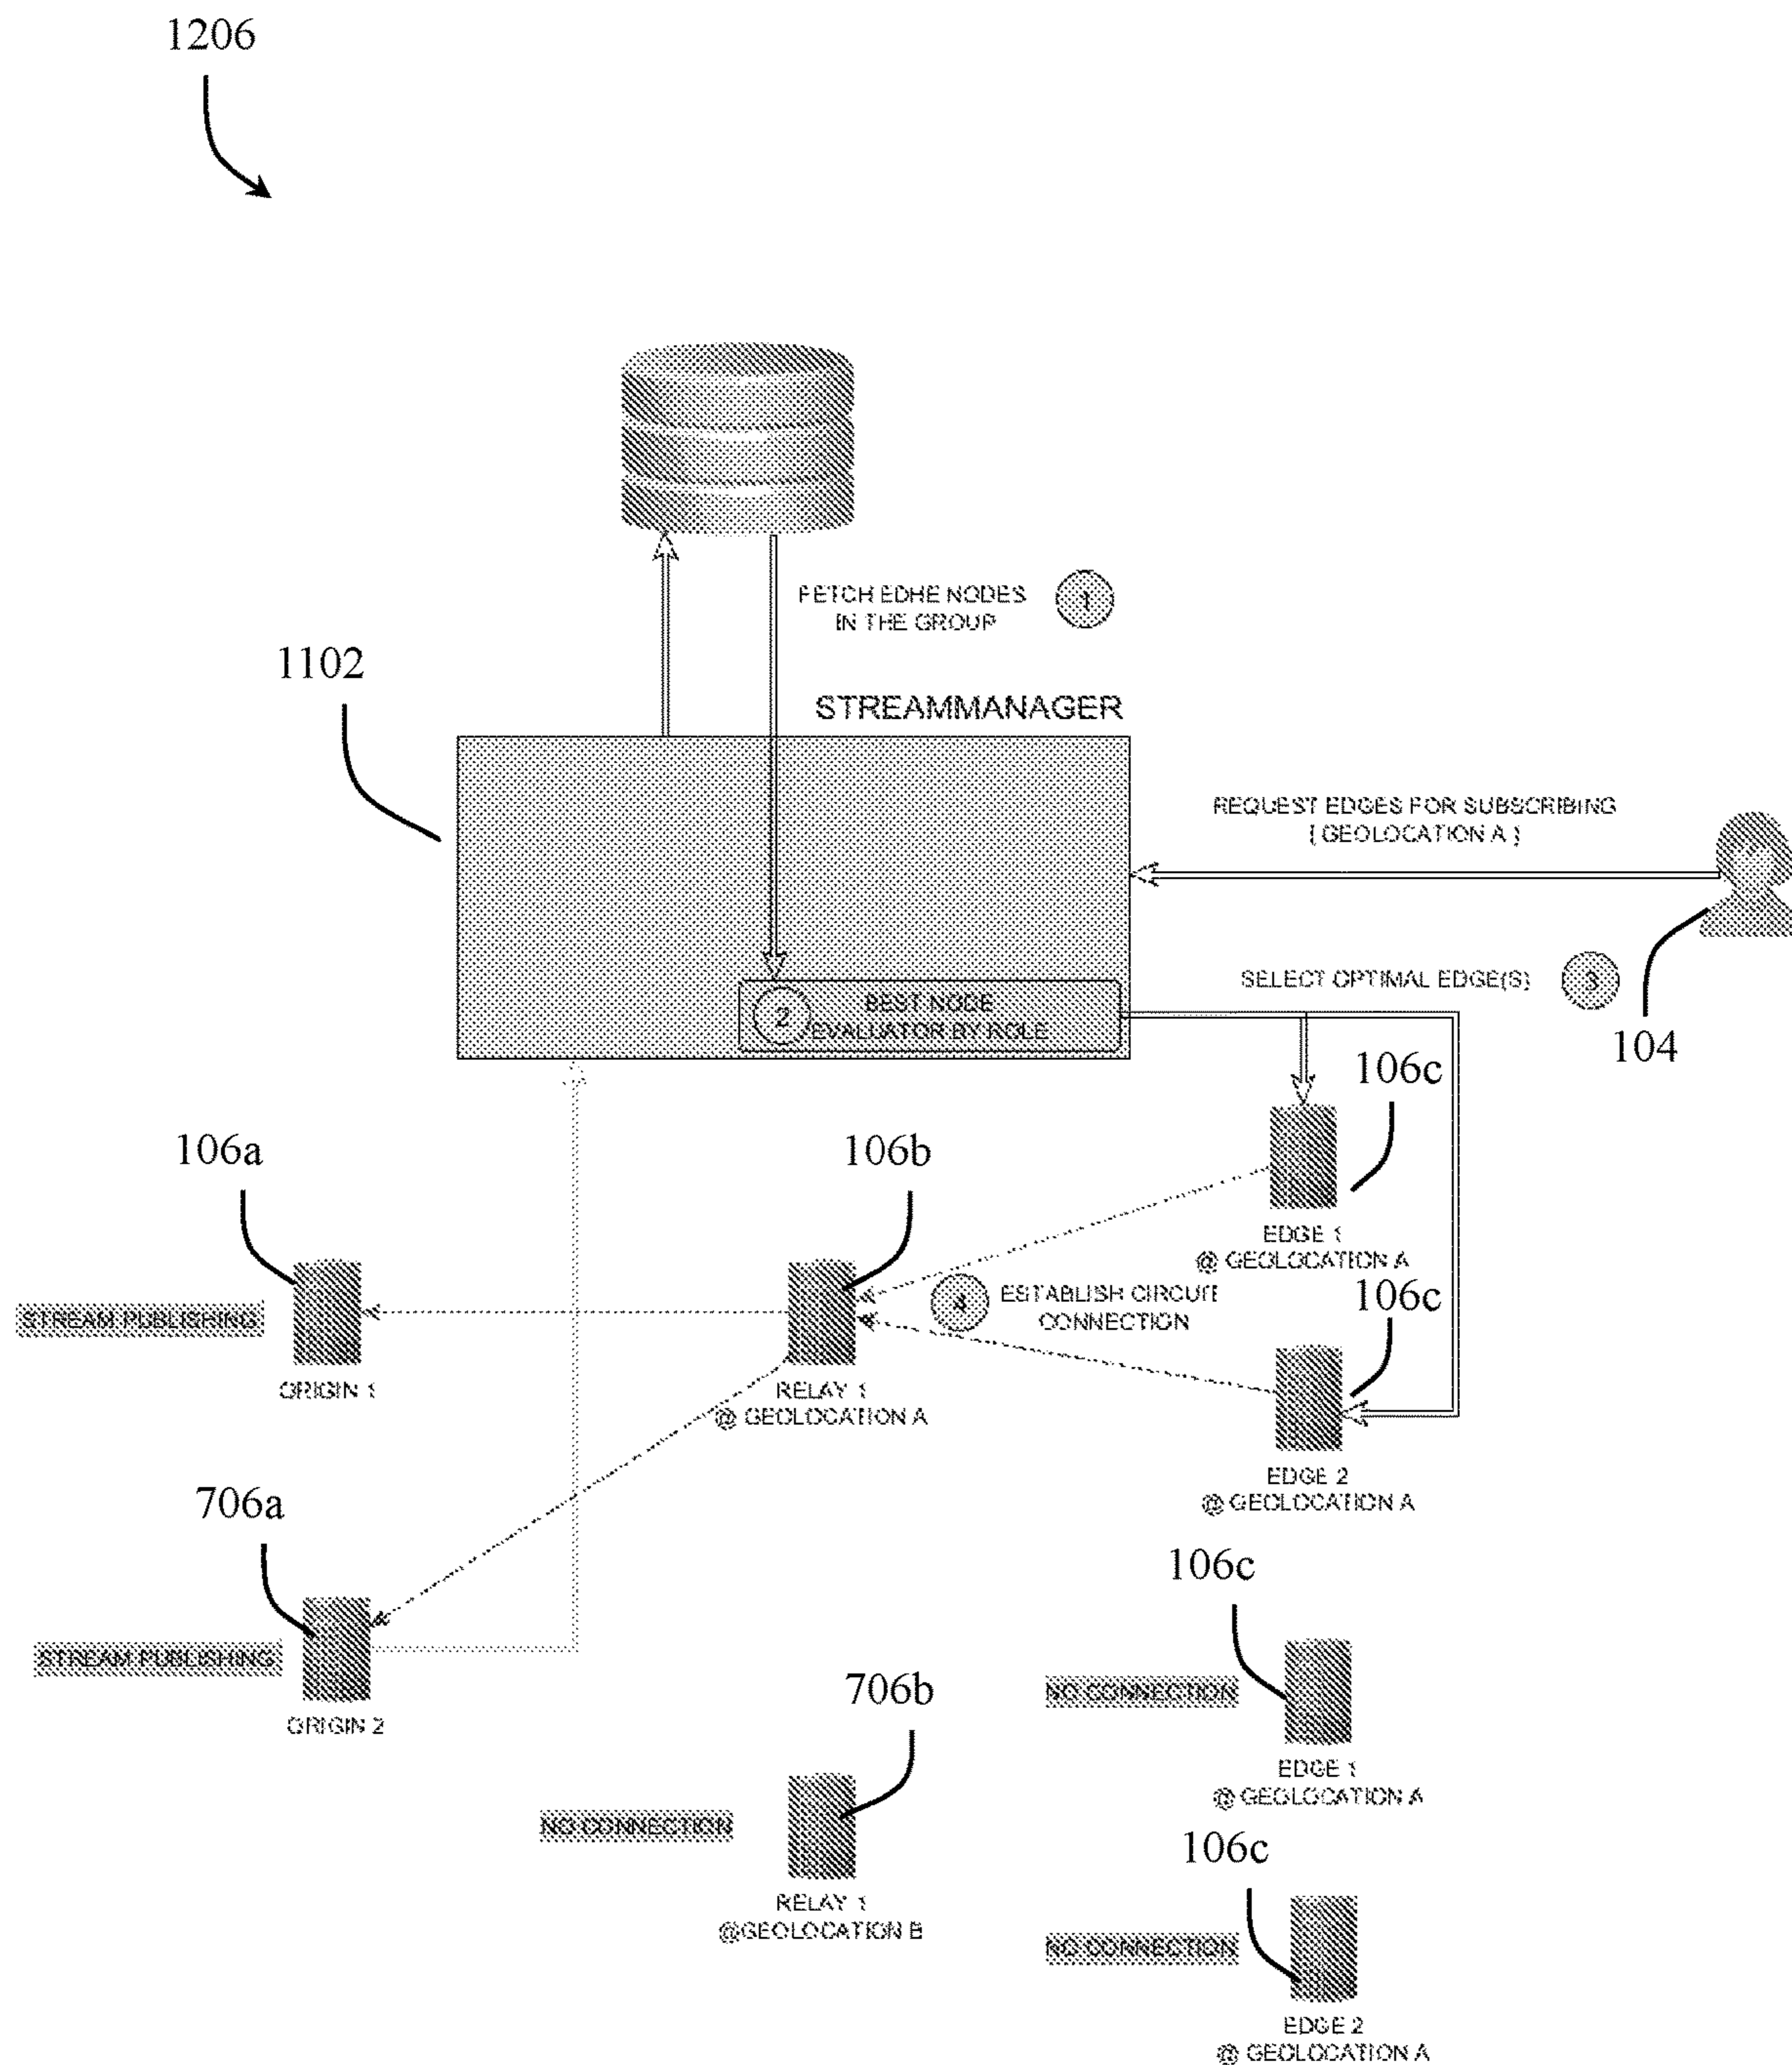 1206
FETCH EDHE NODES
IN THE GROUP
1
1102
STREAMMANAGER
REQUEST EDGES FOR SUBSCRIBING
{ GEOLOCATION A }
SELECT OPTIMAL EDGE(S)
3
104
2
BEST NODE
EVALUATOR BY ROLE
106c
106a
106b
EDGE 1
@ GEOLOCATION A
4
ESTABLISH CIRCUIT
CONNECTION
106c
STREAM PUBLISHING
ORIGIN 1
RELAY 1
@ GEOLOCATION A
EDGE 2
@ GEOLOCATION A
706a
106c
STREAM PUBLISHING
ORIGIN 2
706b
NO CONNECTION
EDGE 1
@ GEOLOCATION A
NO CONNECTION
RELAY 1
@GEOLOCATION B
106c
NO CONNECTION
EDGE 2
@ GEOLOCATION A